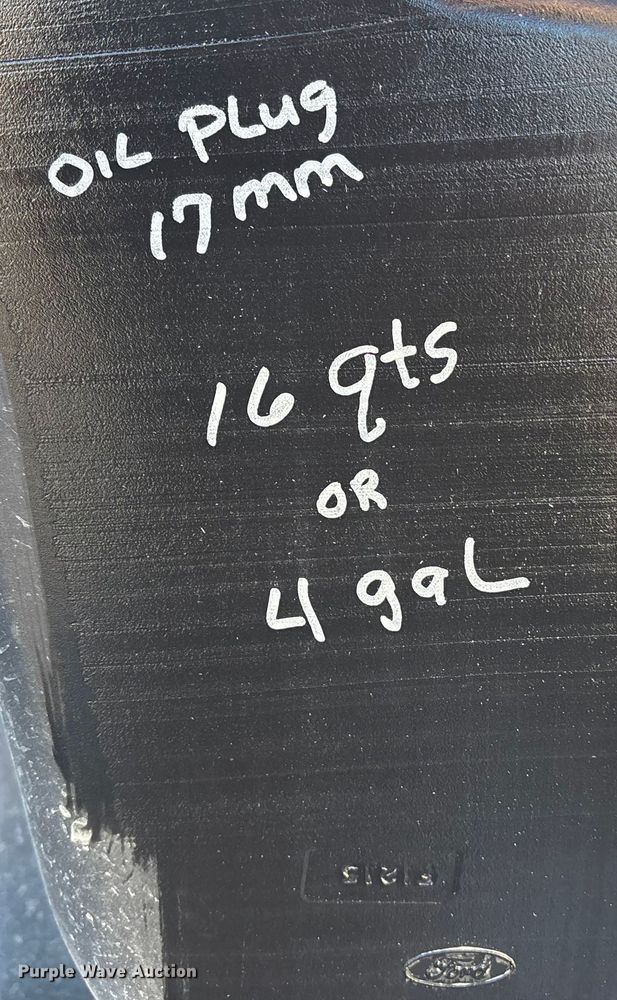 OIL PLug
17mm
16 qts
OR
4 gaL
Ford
Purple Wave Auction